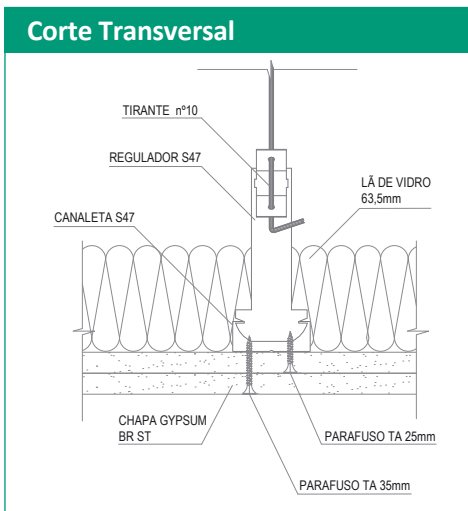 Corte Transversal
TIRANTE nº10
REGULADOR S47
LÃ DE VIDRO
63,5mm
CANALETA S47
CHAPA GYPSUM
BR ST
PARAFUSO TA 25mm
PARAFUSO TA 35mm